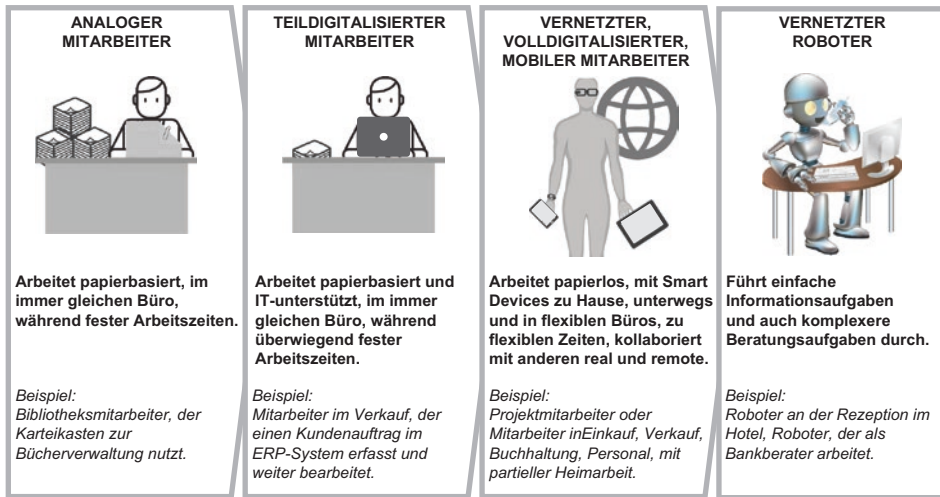 ANALOGER
MITARBEITER
Arbeitet papierbasiert, im
immer gleichen Büro,
während fester Arbeitszeiten.
Beispiel:
Bibliotheksmitarbeiter, der
Karteikasten zur
Bücherverwaltung nutzt.
TEILDIGITALISIERTER
MITARBEITER
Arbeitet papierbasiert und
IT-unterstützt, im immer
gleichen Büro, während
überwiegend fester
Arbeitszeiten.
Beispiel:
Mitarbeiter im Verkauf, der
einen Kundenauftrag im
ERP-System erfasst und
weiter bearbeitet.
VERNETZTER,
VOLLDIGITALISIERTER,
MOBILER MITARBEITER
Arbeitet papierlos, mit Smart
Devices zu Hause, unterwegs
und in flexiblen Büros, zu
flexiblen Zeiten, kollaboriert
mit anderen real und remote.
Beispiel:
Projektmitarbeiter oder
Mitarbeiter inEinkauf, Verkauf,
Buchhaltung, Personal, mit
partieller Heimarbeit.
VERNETZTER
ROBOTER
Führt einfache
Informationsaufgaben
und auch komplexere
Beratungsaufgaben durch.
Beispiel:
Roboter an der Rezeption im
Hotel, Roboter, der als
Bankberater arbeitet.